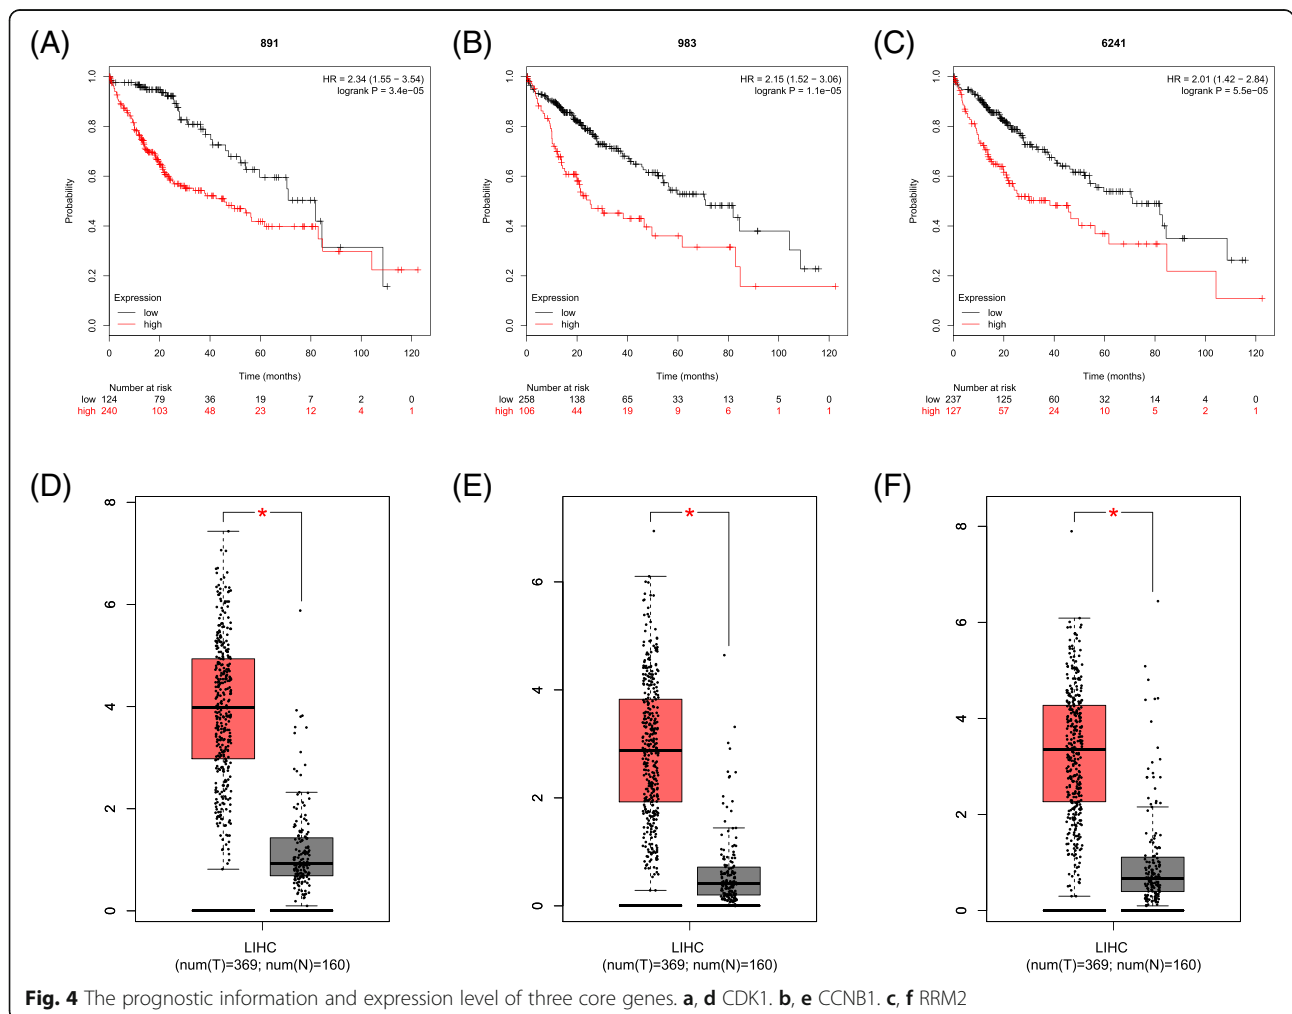 (A)
891
HR = 2.34 (1.55 − 3.54)
logrank P = 3.4e−05
Probability
1.0
0.8
0.6
0.4
0.2
0.0
Expression
low
high
0 20 40 60 80 100 120
Time (months)
Number at risk
low 124 79 36 19 7 2 0
high 240 103 48 23 12 4 1
(B)
983
HR = 2.15 (1.52 − 3.06)
logrank P = 1.1e−05
Probability
1.0
0.8
0.6
0.4
0.2
0.0
Expression
low
high
0 20 40 60 80 100 120
Time (months)
Number at risk
low 258 138 65 33 13 5 0
high 106 44 19 9 6 1 1
(C)
6241
HR = 2.01 (1.42 − 2.84)
logrank P = 5.5e−05
Probability
1.0
0.8
0.6
0.4
0.2
0.0
Expression
low
high
0 20 40 60 80 100 120
Time (months)
Number at risk
low 237 125 60 32 14 4 0
high 127 57 24 10 5 2 1
(D)
8
6
4
2
0
*
LIHC
(num(T)=369; num(N)=160)
(E)
6
4
2
0
*
LIHC
(num(T)=369; num(N)=160)
(F)
8
6
4
2
0
*
LIHC
(num(T)=369; num(N)=160)
Fig. 4 The prognostic information and expression level of three core genes. a, d CDK1. b, e CCNB1. c, f RRM2